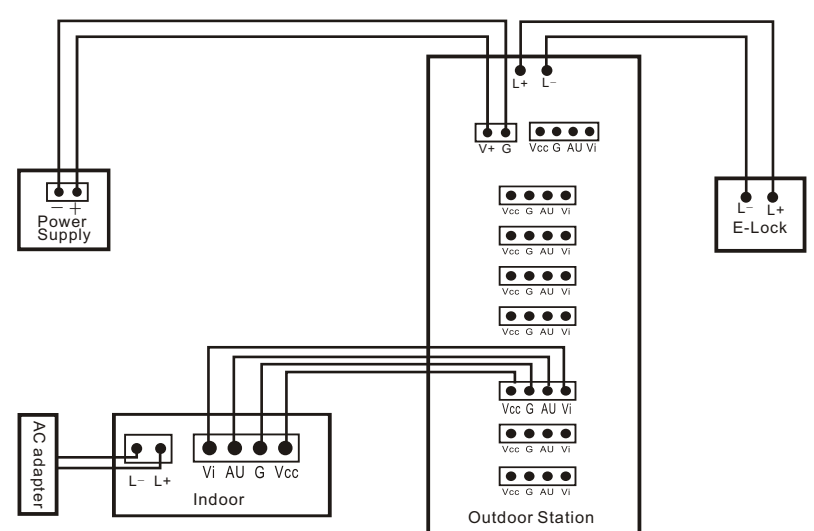 L+ L−
V+ G
Vcc G AU Vi
− +
Power
Supply
L− L+
E-Lock
Vcc G AU Vi
Vcc G AU Vi
Vcc G AU Vi
Vcc G AU Vi
Vcc G AU Vi
Vcc G AU Vi
Vcc G AU Vi
AC adapter
L− L+
Vi AU G Vcc
Indoor
Outdoor Station